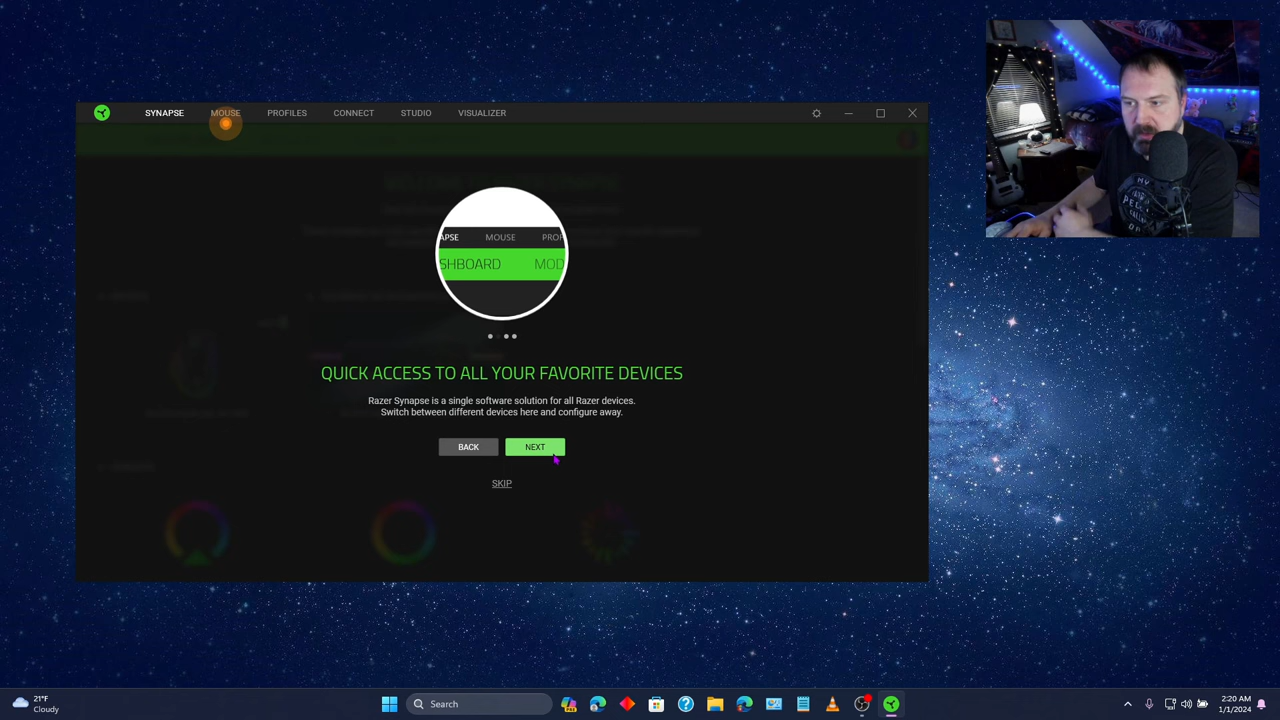 SYNAPSE MOUSE PROFILES CONNECT STUDIO VISUALIZER
APSE MOUSE PROF
SHBOARD MOD
QUICK ACCESS TO ALL YOUR FAVORITE DEVICES
Razer Synapse is a single software solution for all Razer devices.
Switch between different devices here and configure away.
BACK NEXT
SKIP
21°F
Cloudy
Search
2:20 AM
1/1/2024